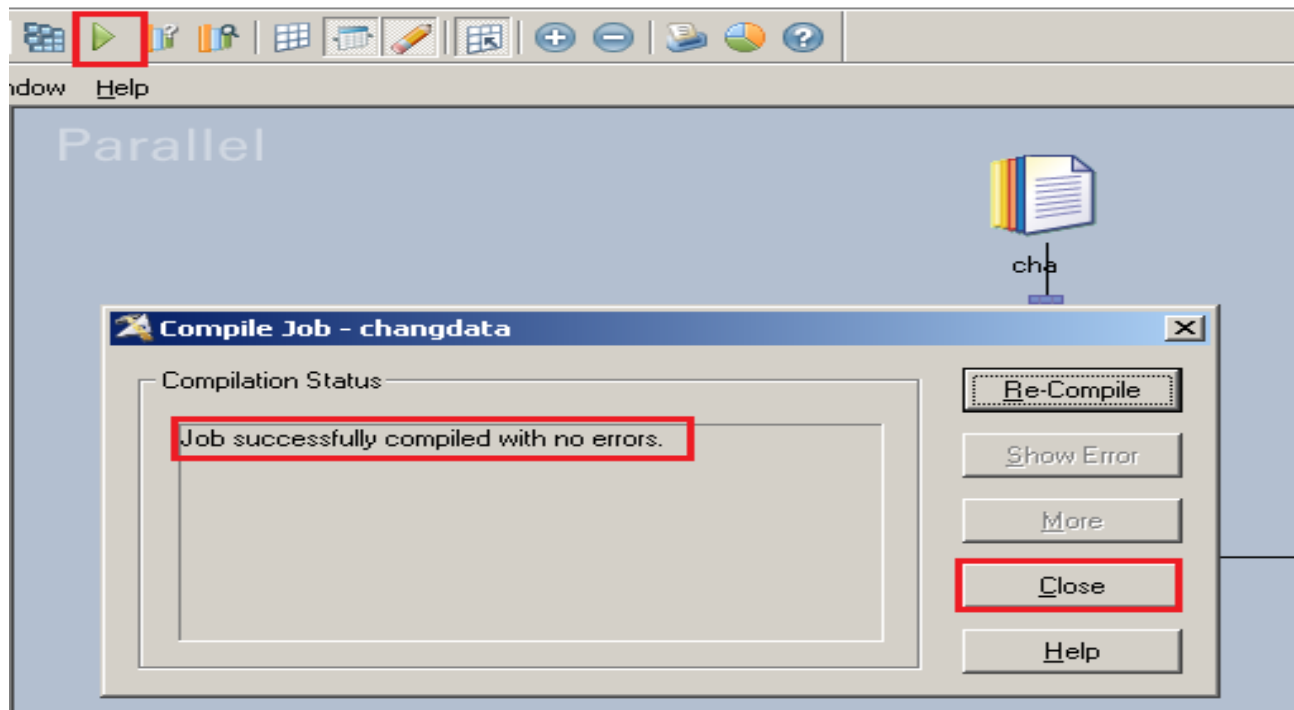 ndow Help
Parallel
cha
Compile Job - changdata
Compilation Status
Re-Compile
Job successfully compiled with no errors.
Show Error
More
Close
Help